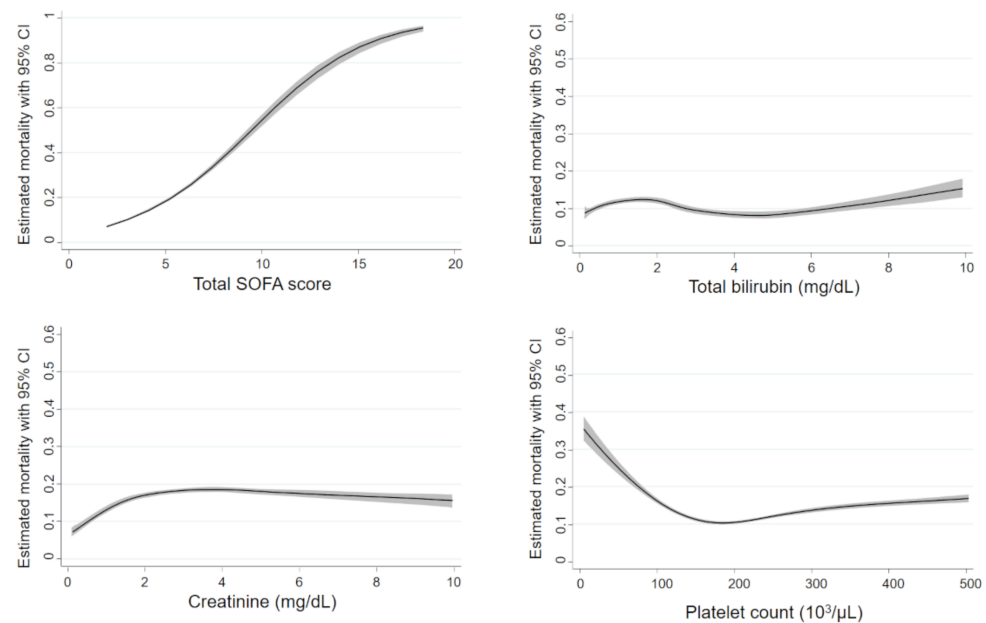 Estimated mortality with 95% CI
1
0.8
0.6
0.4
0.2
0
0 5 10 15 20
Total SOFA score
Estimated mortality with 95% CI
0.6
0.5
0.4
0.3
0.2
0.1
0
0 2 4 6 8 10
Total bilirubin (mg/dL)
Estimated mortality with 95% CI
0.6
0.5
0.4
0.3
0.2
0.1
0
0 2 4 6 8 10
Creatinine (mg/dL)
Estimated mortality with 95% CI
0.6
0.5
0.4
0.3
0.2
0.1
0
0 100 200 300 400 500
Platelet count (10³/µL)